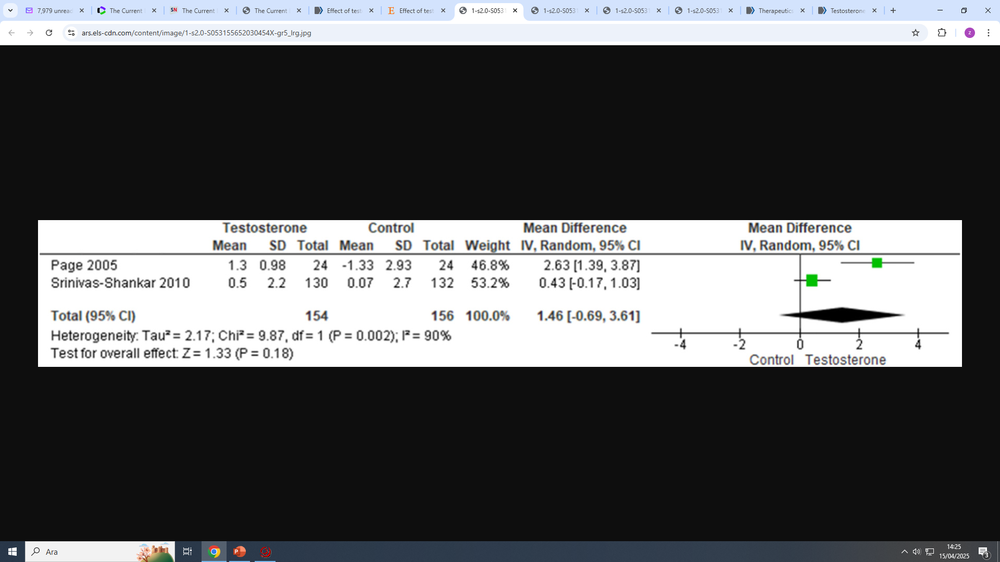 7,979 unread
The Current
SN The Current
The Current
Effect of test
E Effect of test
1-s2.0-S0531
1-s2.0-S0531
1-s2.0-S0531
1-s2.0-S0531
Therapeutics
Testosterone
ars.els-cdn.com/content/image/1-s2.0-S053155652030454X-gr5_lrg.jpg
z
Testosterone Control Mean Difference Mean Difference
Mean SD Total Mean SD Total Weight IV, Random, 95% CI IV, Random, 95% CI
Page 2005 1.3 0.98 24 -1.33 2.93 24 46.8% 2.63 [1.39, 3.87]
Srinivas-Shankar 2010 0.5 2.2 130 0.07 2.7 132 53.2% 0.43 [-0.17, 1.03]
Total (95% CI) 154 156 100.0% 1.46 [-0.69, 3.61]
Heterogeneity: Tau² = 2.17; Chi² = 9.87, df = 1 (P = 0.002); I² = 90%
Test for overall effect: Z = 1.33 (P = 0.18)
-4 -2 0 2 4
Control Testosterone
Ara
P
14:25
15/04/2025
3